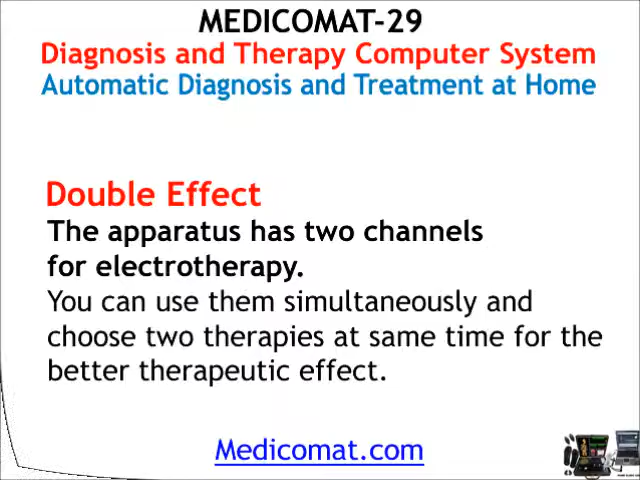 MEDICOMAT-29
Diagnosis and Therapy Computer System
Automatic Diagnosis and Treatment at Home
Double Effect
The apparatus has two channels
for electrotherapy.
You can use them simultaneously and
choose two therapies at same time for the
better therapeutic effect.
Medicomat.com